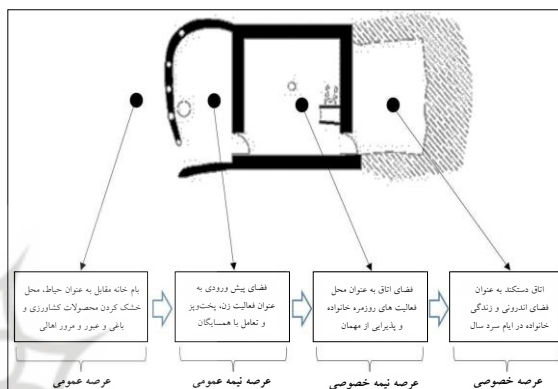 اتاق دستکند به عنوان
فضای اندرونی و زندگی
خانواده در ایام سرد سال
فضای اتاق به عنوان محل
فعالیت های روزمره خانواده
و پذیرایی از مهمان
فضای پیش ورودی به
عنوان فعالیت زن، پخت‌وپز
و تعامل با همسایگان
بام خانه مقابل به عنوان حیاط، محل
خشک کردن محصولات کشاورزی و
باغی و عبور و مرور اهالی
عرصه خصوصی
عرصه نیمه خصوصی
عرصه نیمه عمومی
عرصه عمومی